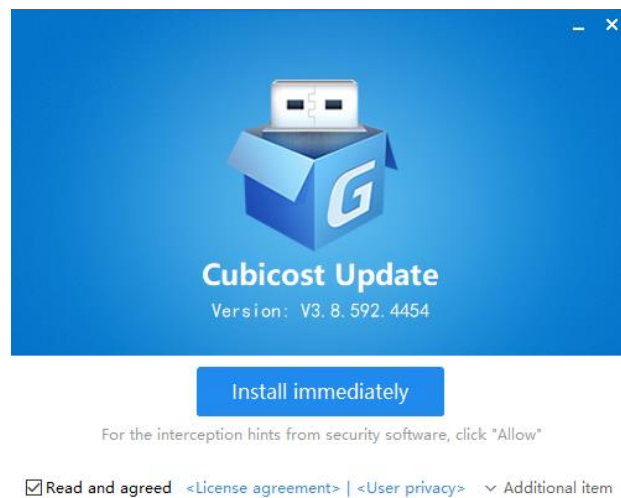 G
Cubicost Update
Version: V3.8.592.4454
Install immediately
For the interception hints from security software, click "Allow"
Read and agreed <License agreement> | <User privacy> Additional item